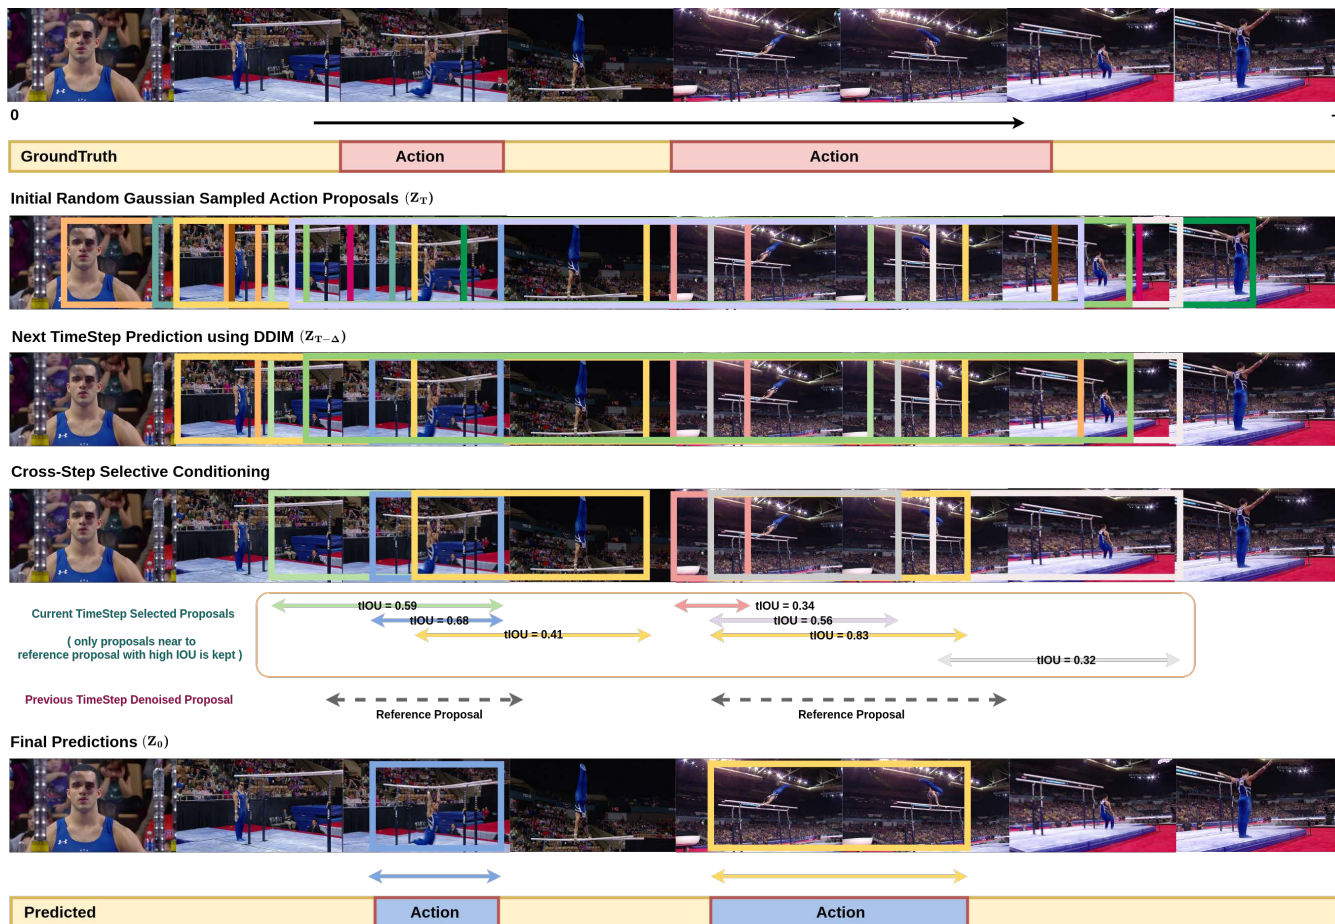 0
GroundTruth
Action
Action
Initial Random Gaussian Sampled Action Proposals (Z_T)
Next TimeStep Prediction using DDIM (Z_{T−Δ})
Cross-Step Selective Conditioning
Current TimeStep Selected Proposals
( only proposals near to
reference proposal with high IOU is kept )
tIOU = 0.59
tIOU = 0.68
tIOU = 0.41
tIOU = 0.34
tIOU = 0.56
tIOU = 0.83
tIOU = 0.32
Previous TimeStep Denoised Proposal
Reference Proposal
Reference Proposal
Final Predictions (Z_0)
Predicted
Action
Action